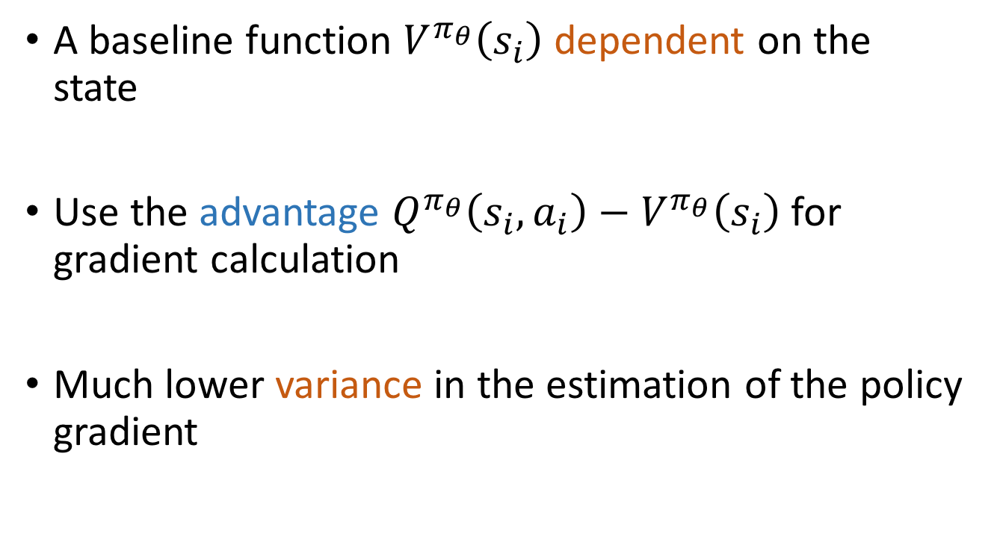 • A baseline function $V^{\pi_\theta}(s_i)$ dependent on the
state
• Use the advantage $Q^{\pi_\theta}(s_i, a_i) - V^{\pi_\theta}(s_i)$ for
gradient calculation
• Much lower variance in the estimation of the policy
gradient